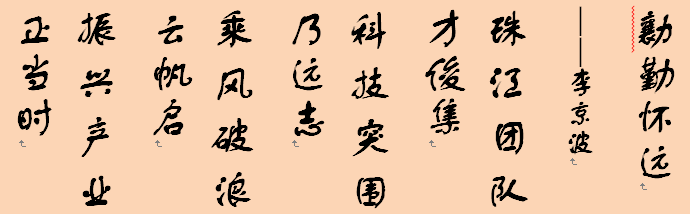 勷勤怀远
——李京波
珠江团队
才俊集
科技突围
乃远志
乘风破浪
云帆启
振兴产业
正当时